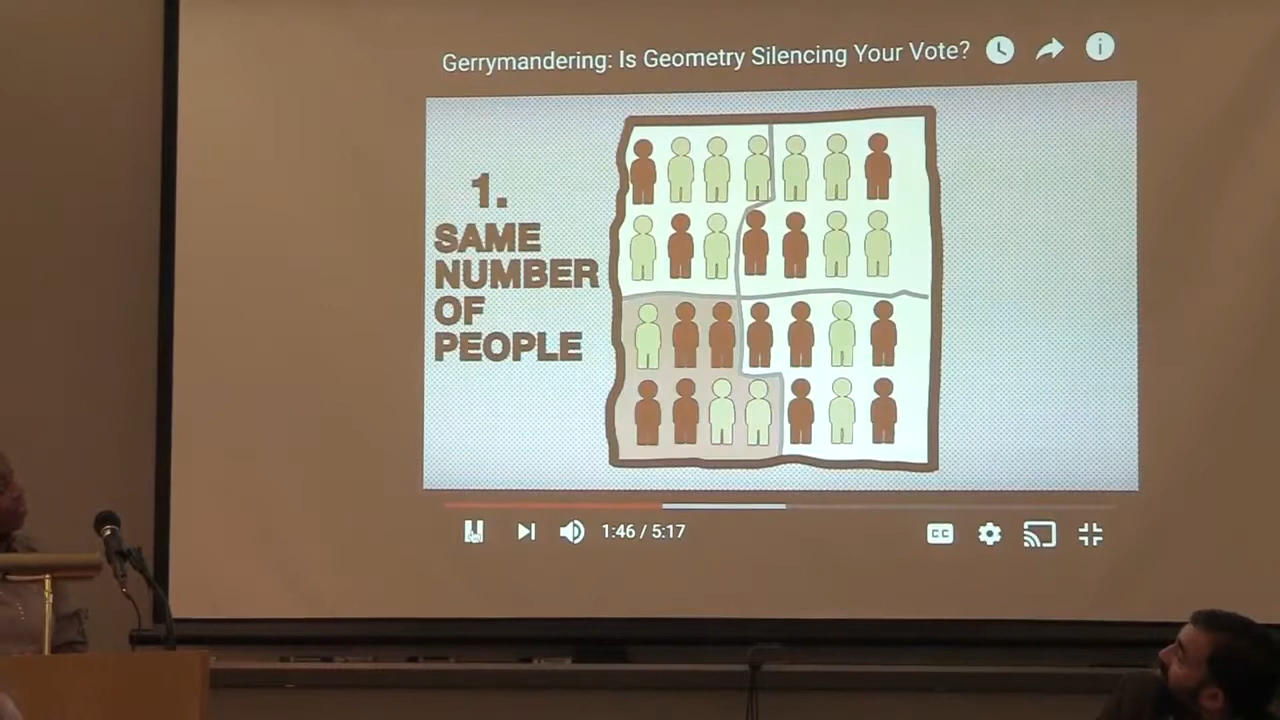 Gerrymandering: Is Geometry Silencing Your Vote?
1.
SAME
NUMBER
OF
PEOPLE
1:46 / 5:17
CC